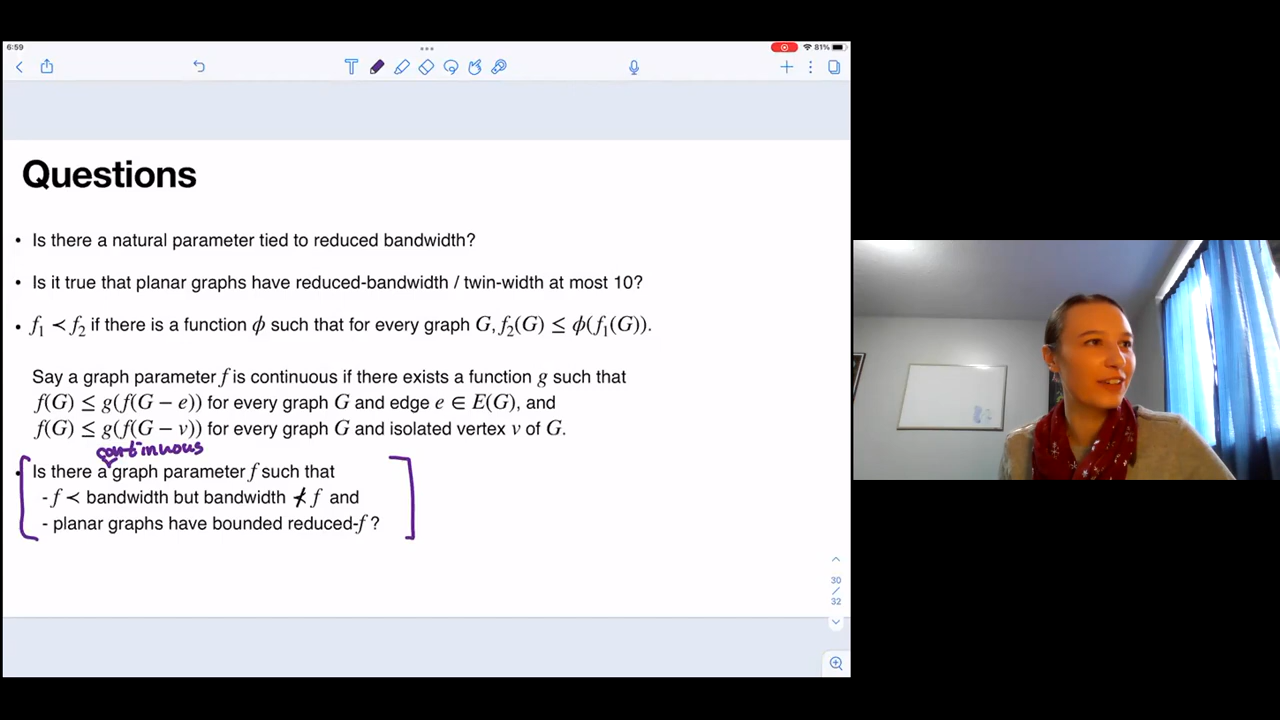 6:59
81%
Questions
• Is there a natural parameter tied to reduced bandwidth?
• Is it true that planar graphs have reduced-bandwidth / twin-width at most 10?
• f₁ ≺ f₂ if there is a function ϕ such that for every graph G, f₂(G) ≤ ϕ(f₁(G)).
Say a graph parameter f is continuous if there exists a function g such that
f(G) ≤ g(f(G − e)) for every graph G and edge e ∈ E(G), and
f(G) ≤ g(f(G − v)) for every graph G and isolated vertex v of G.
continuous
• Is there a graph parameter f such that
- f ≺ bandwidth but bandwidth ⊀ f and
- planar graphs have bounded reduced-f ?
30
/
32